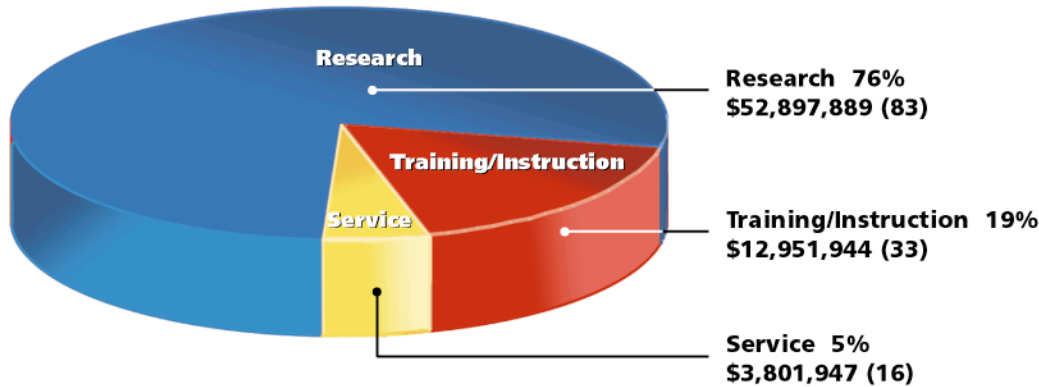 Research
Research 76%
$52,897,889 (83)
Training/Instruction
Training/Instruction 19%
$12,951,944 (33)
Service
Service 5%
$3,801,947 (16)